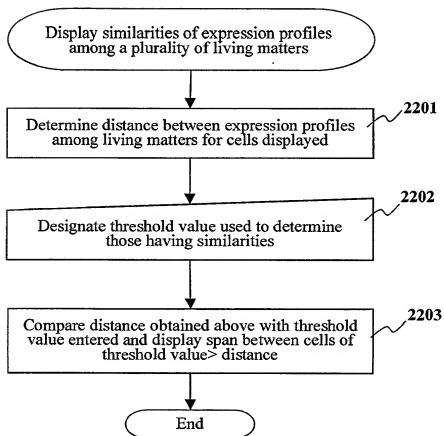 Display similarities of expression profiles
among a plurality of living matters
2201
Determine distance between expression profiles
among living matters for cells displayed
2202
Designate threshold value used to determine
those having similarities
2203
Compare distance obtained above with threshold
value entered and display span between cells of
threshold value> distance
End